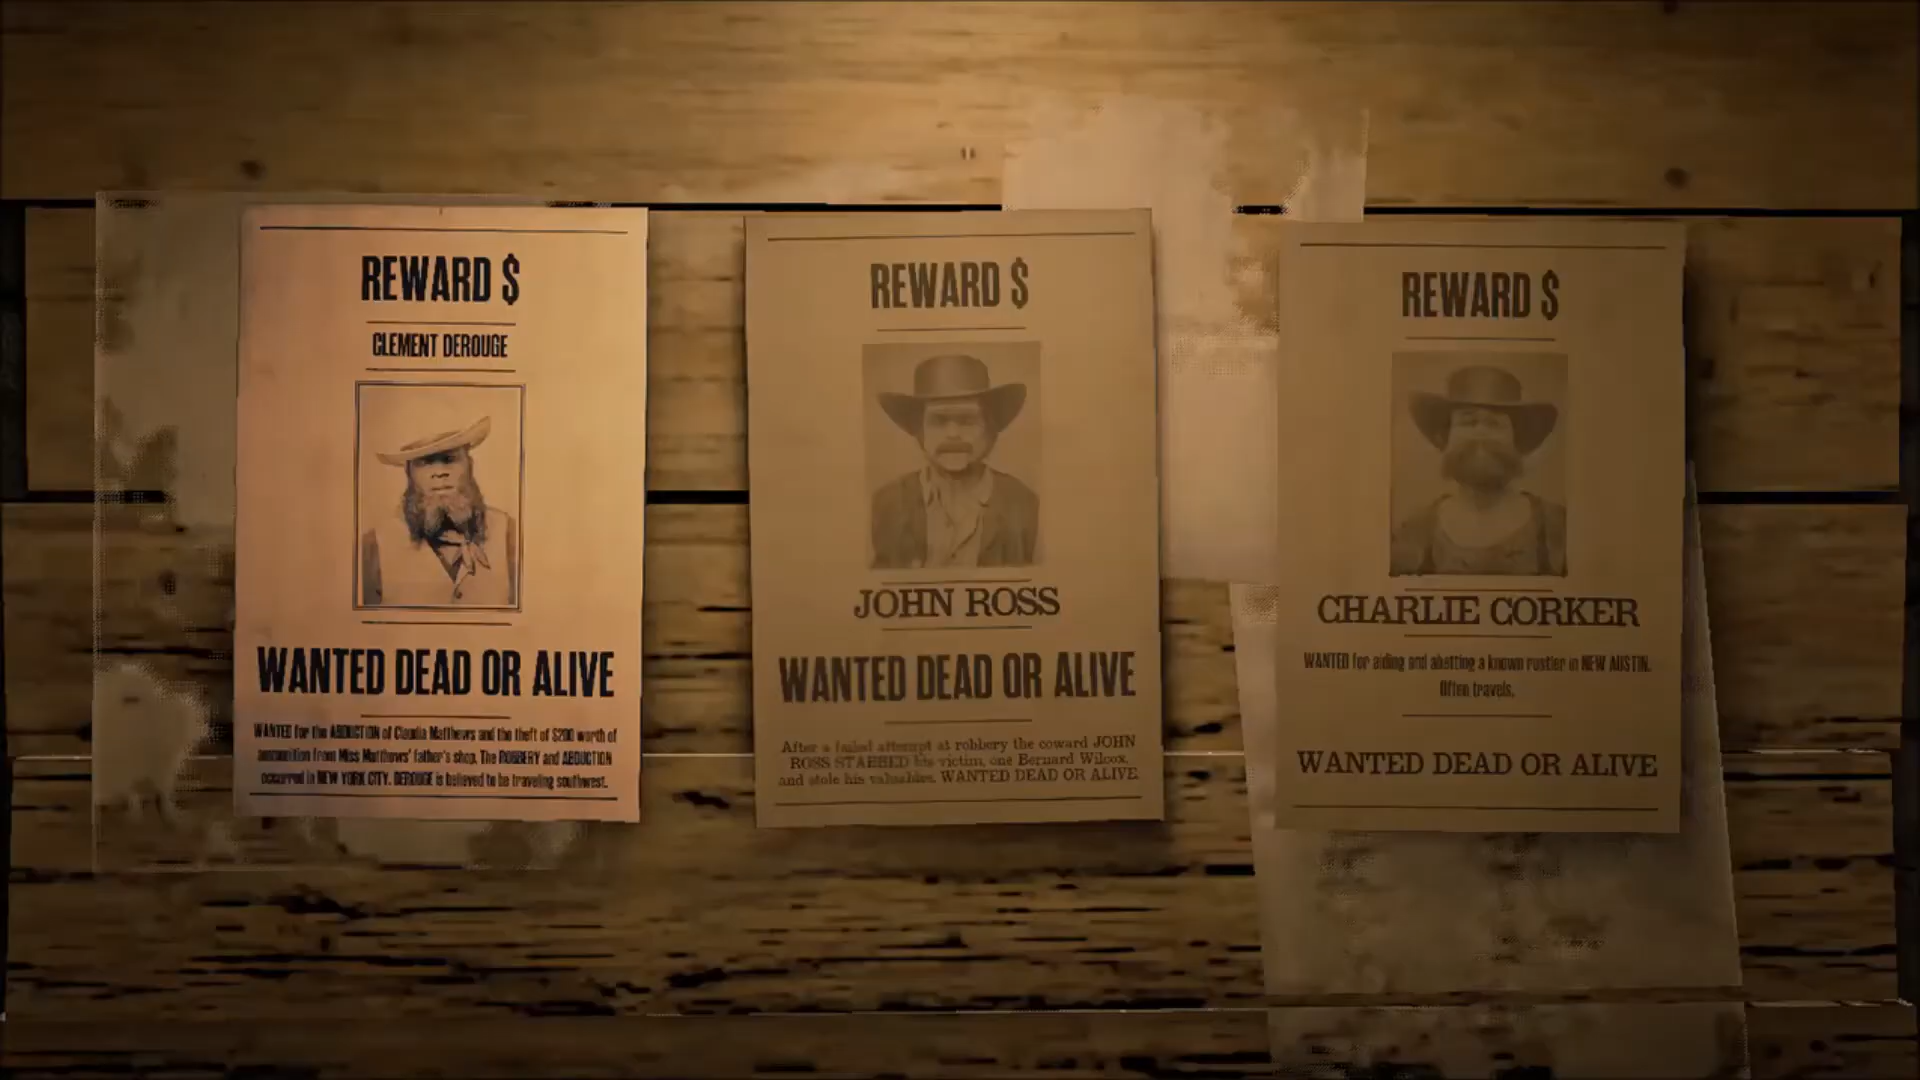 REWARD $
CLEMENT DEROUGE
WANTED DEAD OR ALIVE
WANTED for the ABDUCTION of Claudia Matthews and the theft of $200 worth of
ammunition from Miss Matthews' father's shop. The ROBBERY and ABDUCTION
occurred in NEW YORK CITY. DEROUGE is believed to be traveling southwest.
REWARD $
JOHN ROSS
WANTED DEAD OR ALIVE
After a failed attempt at robbery the coward JOHN
ROSS STABBED his victim, one Bernard Wilcox,
and stole his valuables. WANTED DEAD OR ALIVE.
REWARD $
CHARLIE CORKER
WANTED for aiding and abetting a known rustler in NEW AUSTIN.
Often travels.
WANTED DEAD OR ALIVE